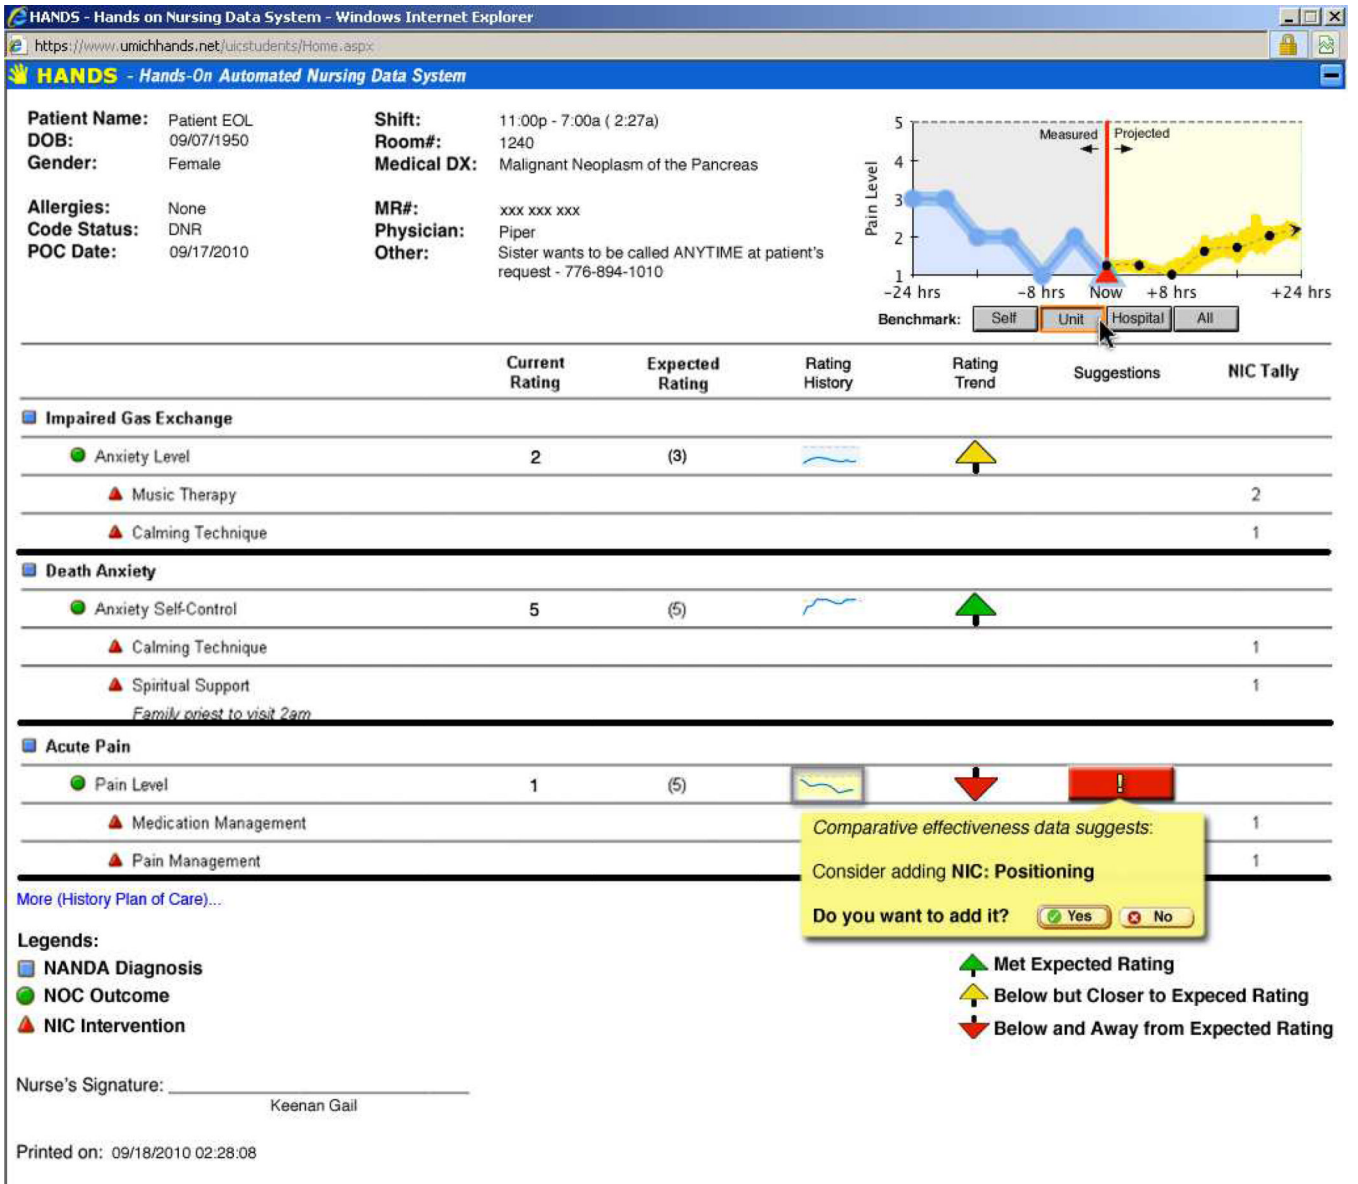 HANDS - Hands on Nursing Data System - Windows Internet Explorer
https://www.umichhands.net/uicstudents/Home.aspx
HANDS - Hands-On Automated Nursing Data System
Patient Name: Patient EOL
DOB: 09/07/1950
Gender: Female
Allergies: None
Code Status: DNR
POC Date: 09/17/2010
Shift: 11:00p - 7:00a ( 2:27a)
Room#: 1240
Medical DX: Malignant Neoplasm of the Pancreas
MR#: xxx xxx xxx
Physician: Piper
Other: Sister wants to be called ANYTIME at patient's
request - 776-894-1010
Pain Level
5
4
3
2
1
Measured Projected
-24 hrs -8 hrs Now +8 hrs +24 hrs
Benchmark: Self Unit Hospital All
Current Rating Expected Rating Rating History Rating Trend Suggestions NIC Tally
Impaired Gas Exchange
Anxiety Level 2 (3)
Music Therapy 2
Calming Technique 1
Death Anxiety
Anxiety Self-Control 5 (5)
Calming Technique 1
Spiritual Support 1
Family priest to visit 2am
Acute Pain
Pain Level 1 (5) !
Medication Management 1
Pain Management 1
Comparative effectiveness data suggests:
Consider adding NIC: Positioning
Do you want to add it? Yes No
More (History Plan of Care)...
Legends:
NANDA Diagnosis
NOC Outcome
NIC Intervention
Met Expected Rating
Below but Closer to Expeced Rating
Below and Away from Expected Rating
Nurse's Signature:
Keenan Gail
Printed on: 09/18/2010 02:28:08